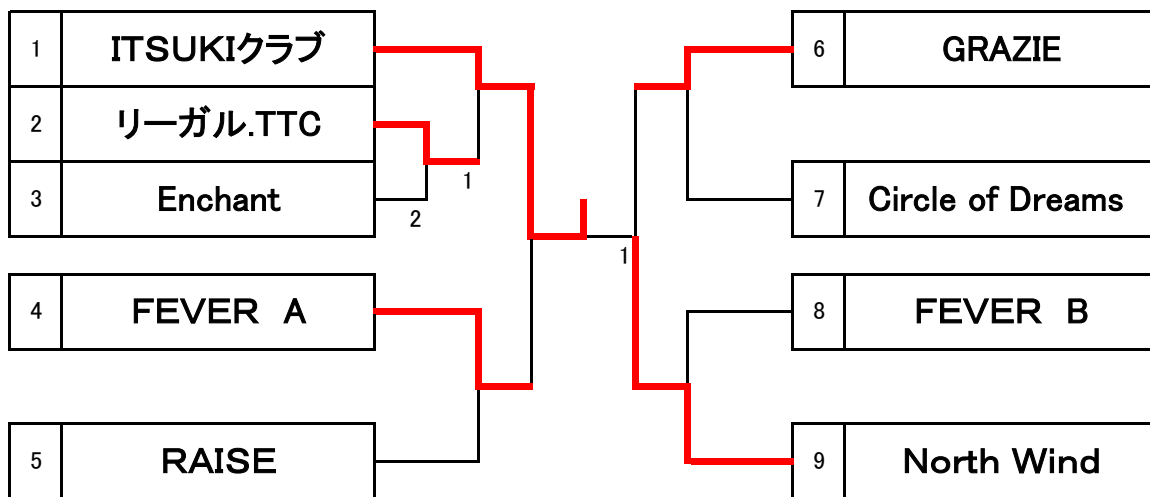 1 ITSUKIクラブ
2 リーガル.TTC
3 Enchant
1
2
4 FEVER A
5 RAISE
1
6 GRAZIE
7 Circle of Dreams
8 FEVER B
9 North Wind